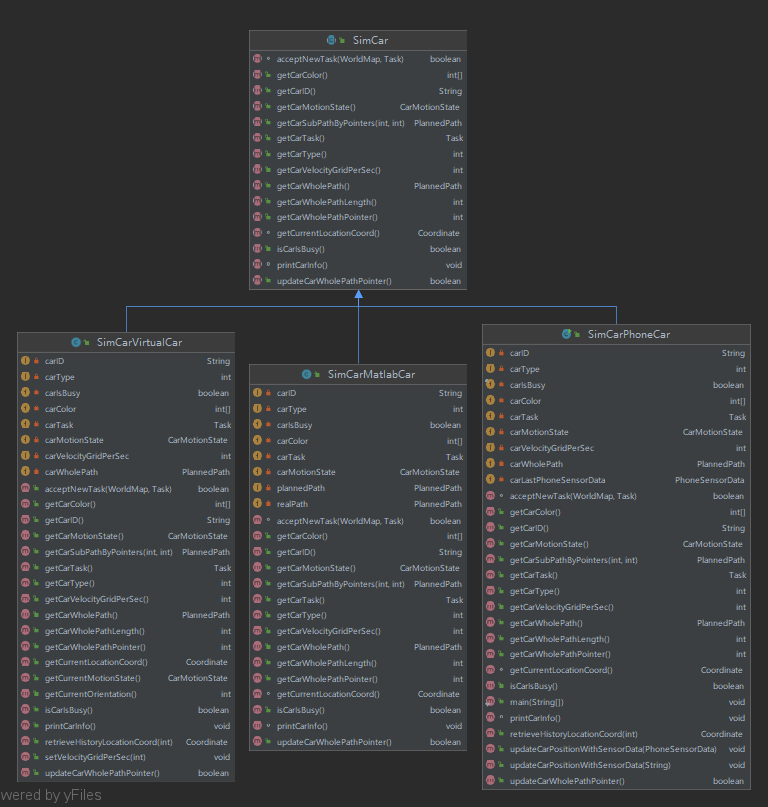 SimCar
acceptNewTask(WorldMap, Task) boolean
getCarColor() int[]
getCarID() String
getCarMotionState() CarMotionState
getCarSubPathByPointers(int, int) PlannedPath
getCarTask() Task
getCarType() int
getCarVelocityGridPerSec() int
getCarWholePath() PlannedPath
getCarWholePathLength() int
getCarWholePathPointer() int
getCurrentLocationCoord() Coordinate
isCarIsBusy() boolean
printCarInfo() void
updateCarWholePathPointer() boolean
SimCarVirtualCar
carID String
carType int
carIsBusy boolean
carColor int[]
carTask Task
carMotionState CarMotionState
carVelocityGridPerSec int
carWholePath PlannedPath
acceptNewTask(WorldMap, Task) boolean
getCarColor() int[]
getCarID() String
getCarMotionState() CarMotionState
getCarSubPathByPointers(int, int) PlannedPath
getCarTask() Task
getCarType() int
getCarVelocityGridPerSec() int
getCarWholePath() PlannedPath
getCarWholePathLength() int
getCarWholePathPointer() int
getCurrentLocationCoord() Coordinate
getCurrentMotionState() CarMotionState
getCurrentOrientation() int
isCarIsBusy() boolean
printCarInfo() void
retrieveHistoryLocationCoord(int) Coordinate
setVelocityGridPerSec(int) void
updateCarWholePathPointer() boolean
SimCarMatlabCar
carID String
carType int
carIsBusy boolean
carColor int[]
carTask Task
carMotionState CarMotionState
plannedPath PlannedPath
realPath PlannedPath
acceptNewTask(WorldMap, Task) boolean
getCarColor() int[]
getCarID() String
getCarMotionState() CarMotionState
getCarSubPathByPointers(int, int) PlannedPath
getCarTask() Task
getCarType() int
getCarVelocityGridPerSec() int
getCarWholePath() PlannedPath
getCarWholePathLength() int
getCarWholePathPointer() int
getCurrentLocationCoord() Coordinate
isCarIsBusy() boolean
printCarInfo() void
updateCarWholePathPointer() boolean
SimCarPhoneCar
carID String
carType int
carIsBusy boolean
carColor int[]
carTask Task
carMotionState CarMotionState
carVelocityGridPerSec int
carWholePath PlannedPath
carLastPhoneSensorData PhoneSensorData
acceptNewTask(WorldMap, Task) boolean
getCarColor() int[]
getCarID() String
getCarMotionState() CarMotionState
getCarSubPathByPointers(int, int) PlannedPath
getCarTask() Task
getCarType() int
getCarVelocityGridPerSec() int
getCarWholePath() PlannedPath
getCarWholePathLength() int
getCarWholePathPointer() int
getCurrentLocationCoord() Coordinate
isCarIsBusy() boolean
main(String[]) void
printCarInfo() void
retrieveHistoryLocationCoord(int) Coordinate
updateCarPositionWithSensorData(PhoneSensorData) void
updateCarPositionWithSensorData(String) void
updateCarWholePathPointer() boolean
wered by yFiles